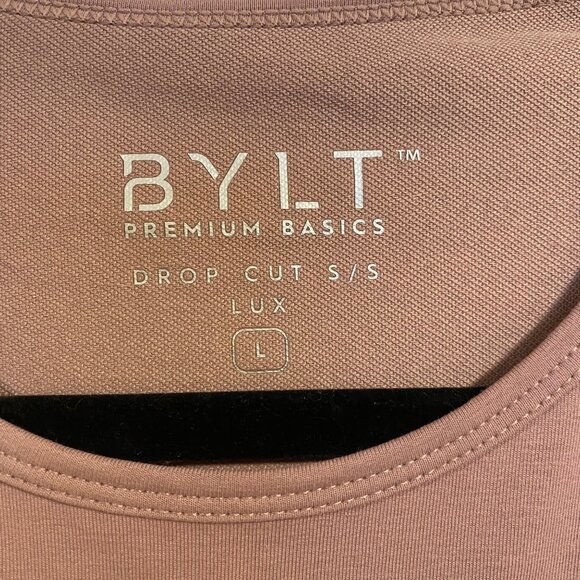 BYLT™
PREMIUM BASICS
DROP CUT S/S
LUX
L